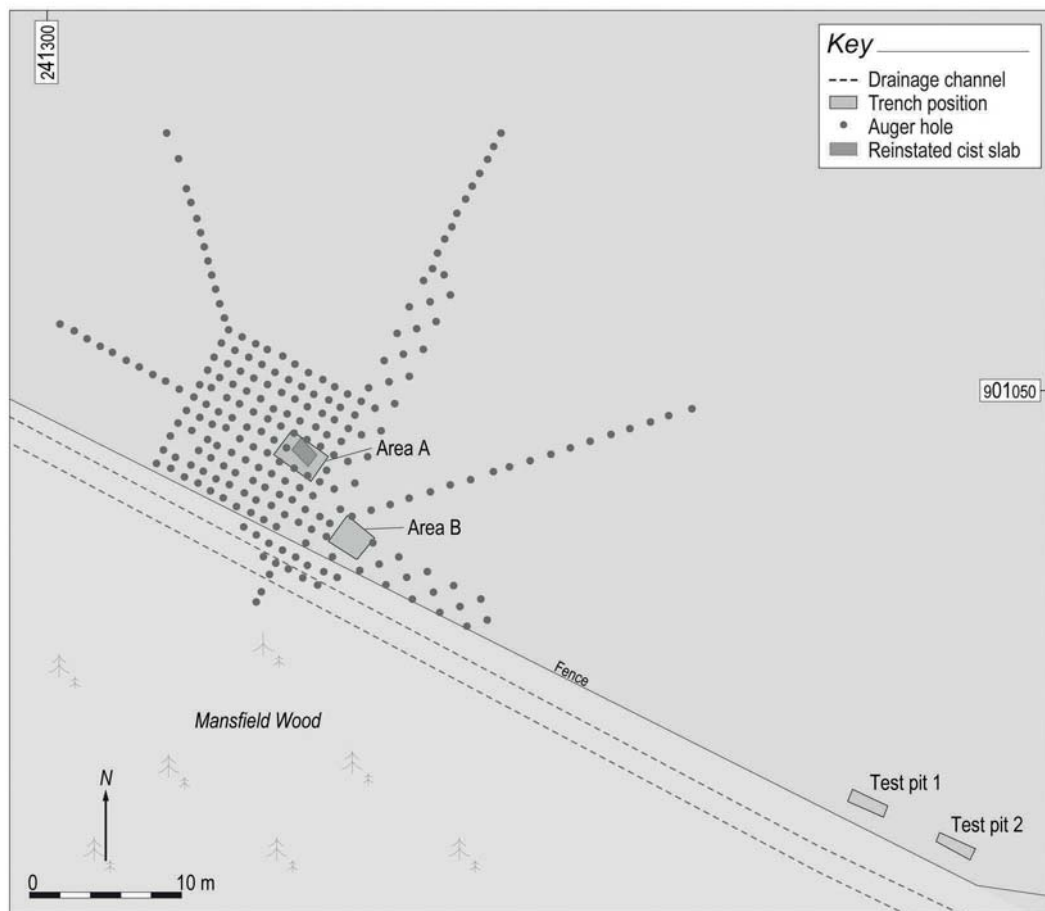 241300
Key
Drainage channel
Trench position
Auger hole
Reinstated cist slab
901050
Area A
Area B
Fence
Mansfield Wood
Test pit 1
N
Test pit 2
0 10 m